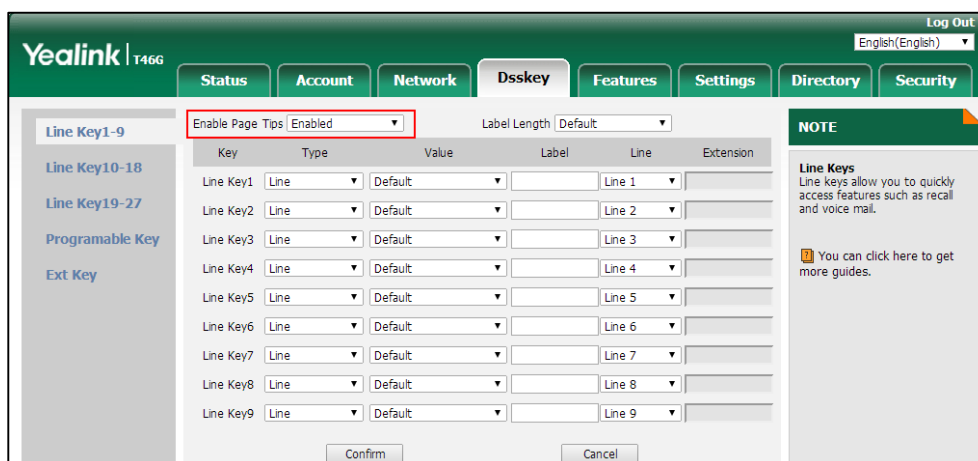 Log Out
Yealink | T46G
English(English)
Status Account Network Dsskey Features Settings Directory Security
Line Key1-9
Line Key10-18
Line Key19-27
Programable Key
Ext Key
Enable Page Tips Enabled Label Length Default
Key Type Value Label Line Extension
Line Key1 Line Default Line 1
Line Key2 Line Default Line 2
Line Key3 Line Default Line 3
Line Key4 Line Default Line 4
Line Key5 Line Default Line 5
Line Key6 Line Default Line 6
Line Key7 Line Default Line 7
Line Key8 Line Default Line 8
Line Key9 Line Default Line 9
Confirm Cancel
NOTE
Line Keys
Line keys allow you to quickly
access features such as recall
and voice mail.
? You can click here to get
more guides.